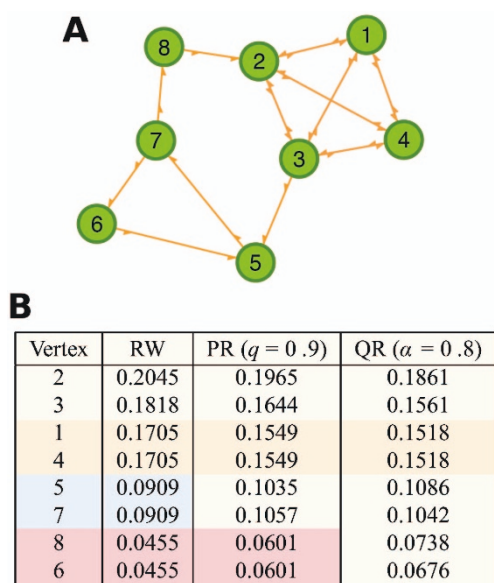 A
8
2
1
7
3
4
6
5
B
Vertex RW PR (q = 0 .9) QR (α = 0 .8)
2 0.2045 0.1965 0.1861
3 0.1818 0.1644 0.1561
1 0.1705 0.1549 0.1518
4 0.1705 0.1549 0.1518
5 0.0909 0.1035 0.1086
7 0.0909 0.1057 0.1042
8 0.0455 0.0601 0.0738
6 0.0455 0.0601 0.0676